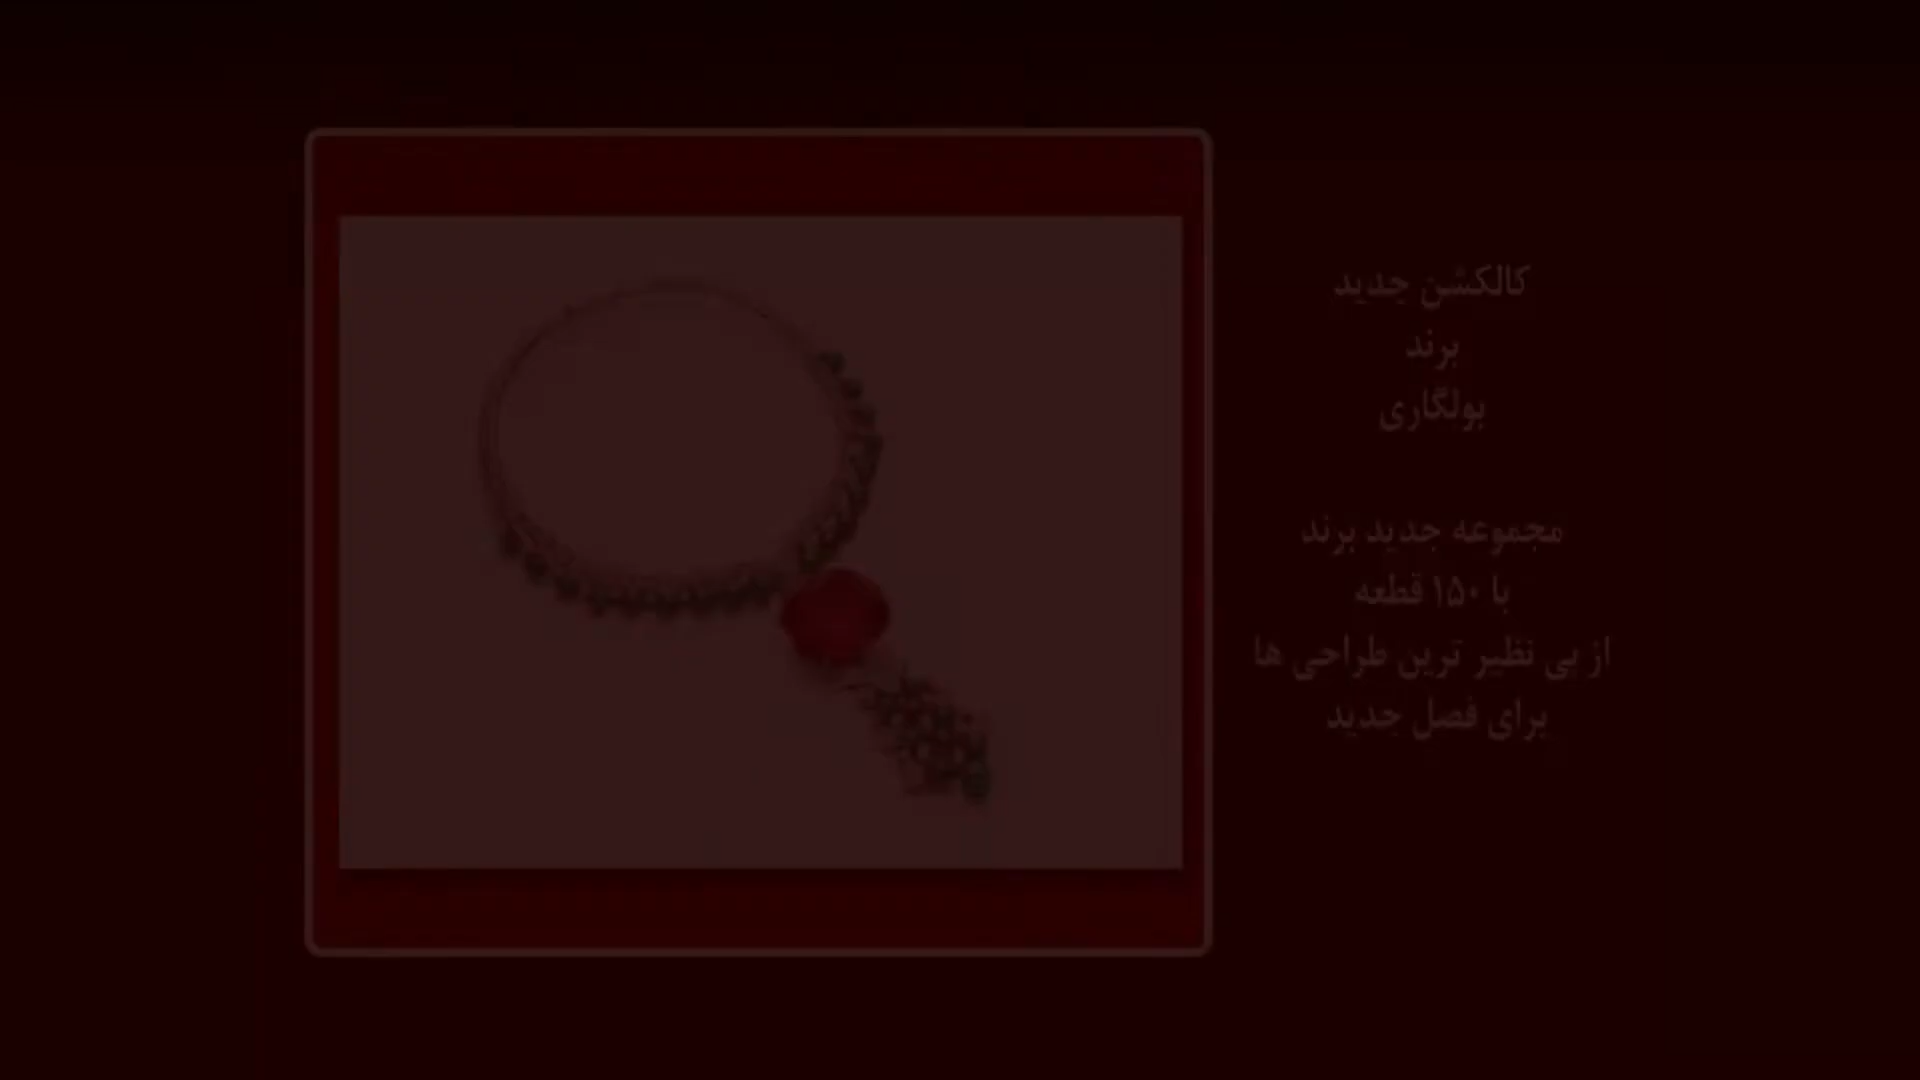 کالکشن جدید
برند
بولگاری
مجموعه جدید برند
با ۱۵۰ قطعه
از بی نظیر ترین طراحی ها
برای فصل جدید